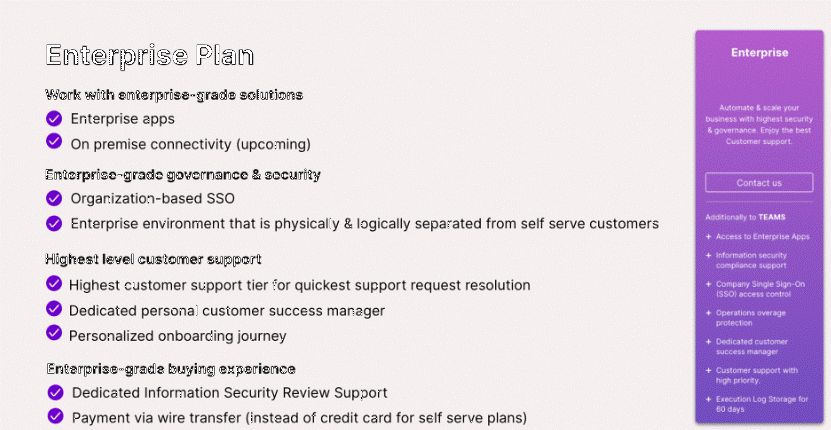 Enterprise Plan
Work with enterprise-grade solutions
Enterprise apps
On premise connectivity (upcoming)
Enterprise-grade governance & security
Organization-based SSO
Enterprise environment that is physically & logically separated from self serve customers
Highest level customer support
Highest customer support tier for quickest support request resolution
Dedicated personal customer success manager
Personalized onboarding journey
Enterprise-grade buying experience
Dedicated Information Security Review Support
Payment via wire transfer (instead of credit card for self serve plans)
Enterprise
Automate & scale your
business with highest security
& governance. Enjoy the best
Customer support.
Contact us
Additionally to TEAMS
+ Access to Enterprise Apps
+ Information security
compliance support
+ Company Single Sign-On
(SSO) access control
+ Operations overage
protection
+ Dedicated customer
success manager
+ Customer support with
high priority.
+ Execution Log Storage for
60 days